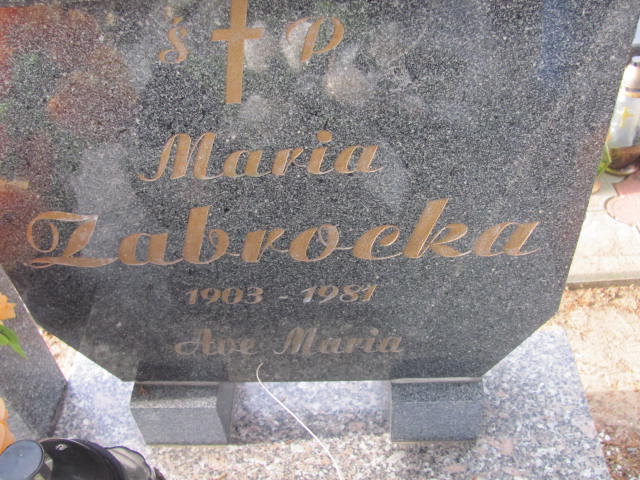 Ś P
Maria
Zabrocka
1903 - 1981
Ave Maria